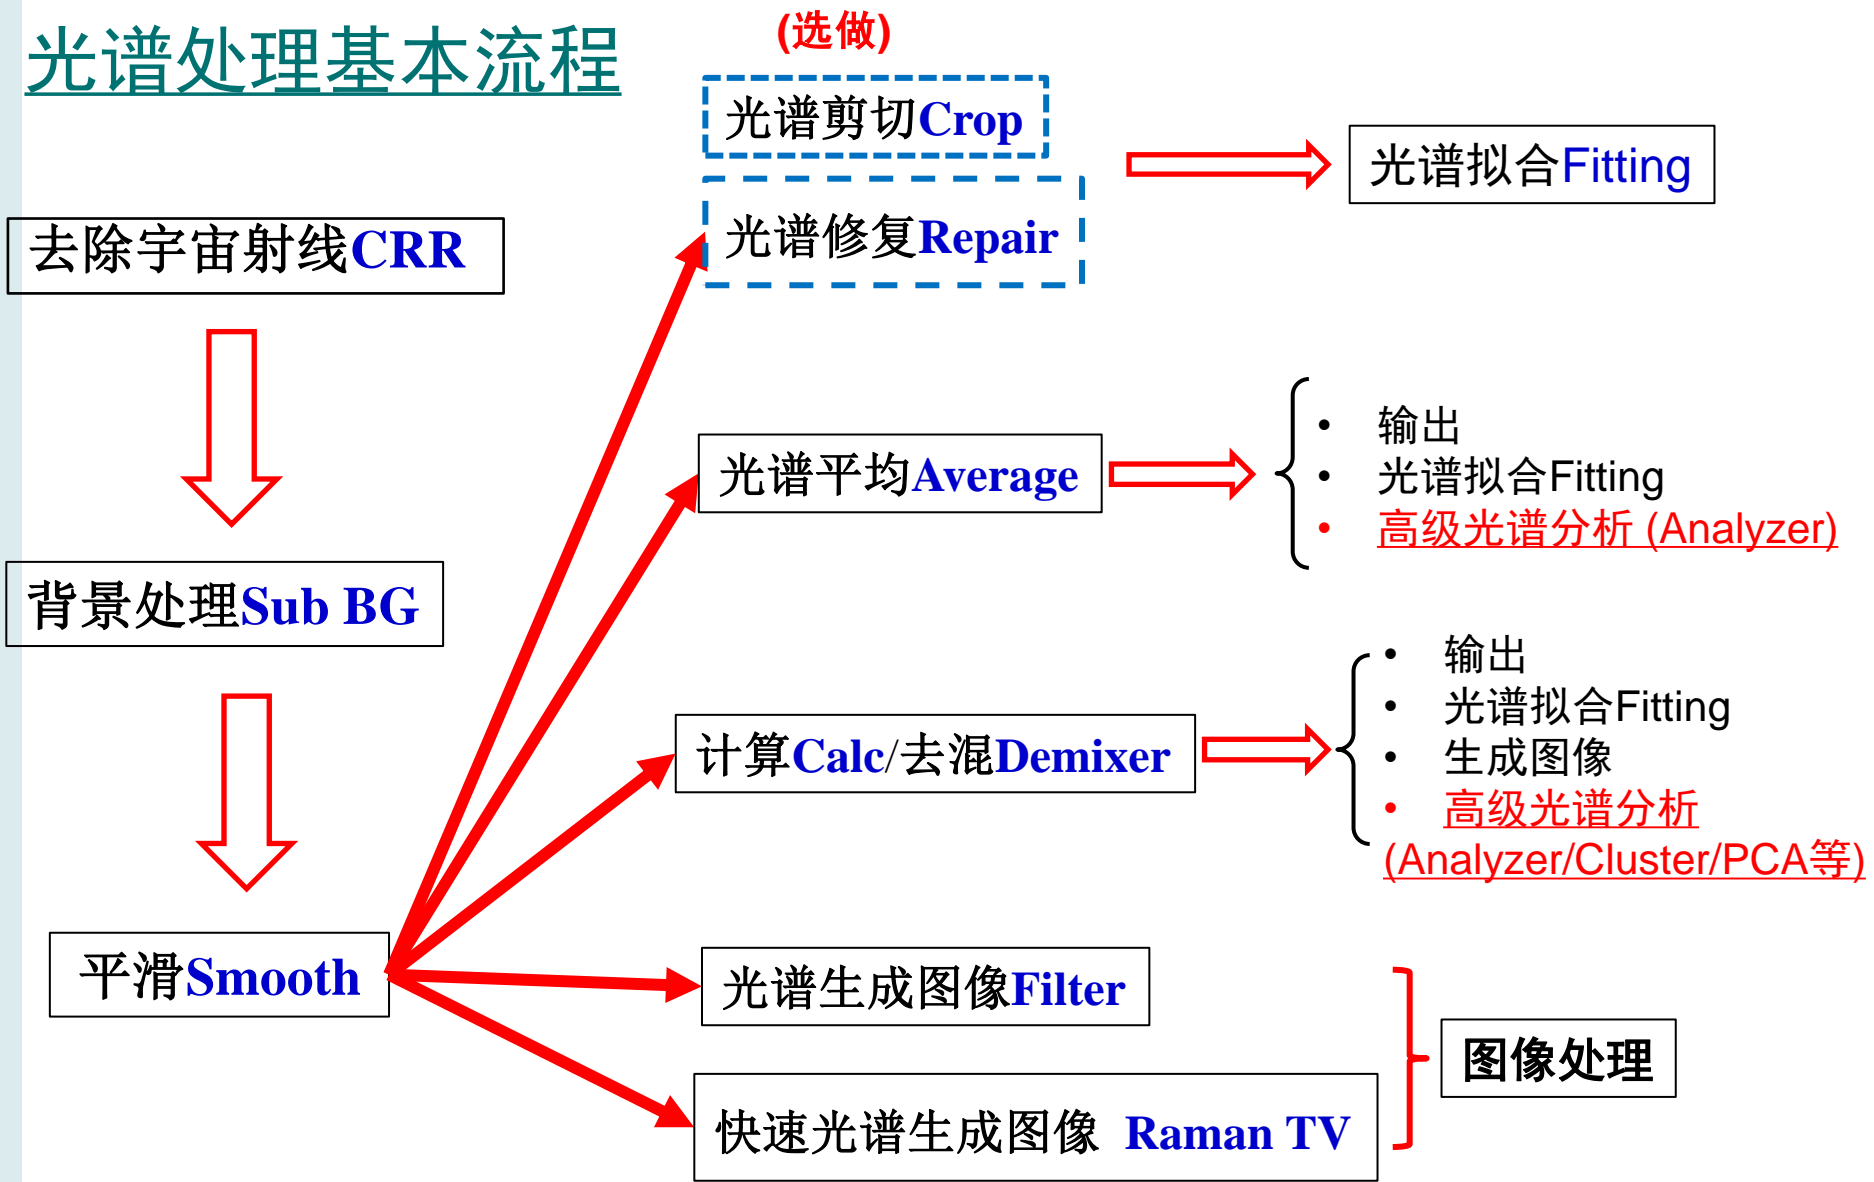 光谱处理基本流程
(选做)
光谱剪切Crop
光谱拟合Fitting
光谱修复Repair
去除宇宙射线CRR
背景处理Sub BG
平滑Smooth
光谱平均Average
• 输出
• 光谱拟合Fitting
• 高级光谱分析 (Analyzer)
计算Calc/去混Demixer
• 输出
• 光谱拟合Fitting
• 生成图像
• 高级光谱分析
(Analyzer/Cluster/PCA等)
光谱生成图像Filter
快速光谱生成图像 Raman TV
图像处理